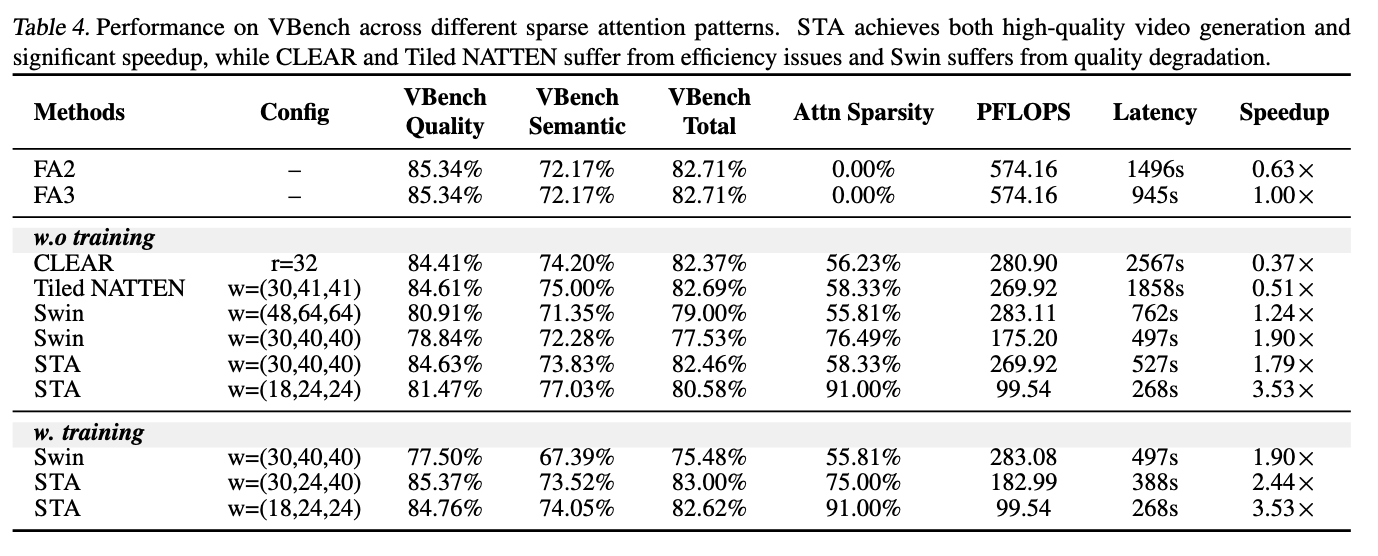 Table 4. Performance on VBench across different sparse attention patterns. STA achieves both high-quality video generation and
significant speedup, while CLEAR and Tiled NATTEN suffer from efficiency issues and Swin suffers from quality degradation.
Methods Config VBench Quality VBench Semantic VBench Total Attn Sparsity PFLOPS Latency Speedup
FA2 – 85.34% 72.17% 82.71% 0.00% 574.16 1496s 0.63×
FA3 – 85.34% 72.17% 82.71% 0.00% 574.16 945s 1.00×
w.o training
CLEAR r=32 84.41% 74.20% 82.37% 56.23% 280.90 2567s 0.37×
Tiled NATTEN w=(30,41,41) 84.61% 75.00% 82.69% 58.33% 269.92 1858s 0.51×
Swin w=(48,64,64) 80.91% 71.35% 79.00% 55.81% 283.11 762s 1.24×
Swin w=(30,40,40) 78.84% 72.28% 77.53% 76.49% 175.20 497s 1.90×
STA w=(30,40,40) 84.63% 73.83% 82.46% 58.33% 269.92 527s 1.79×
STA w=(18,24,24) 81.47% 77.03% 80.58% 91.00% 99.54 268s 3.53×
w. training
Swin w=(30,40,40) 77.50% 67.39% 75.48% 55.81% 283.08 497s 1.90×
STA w=(30,24,40) 85.37% 73.52% 83.00% 75.00% 182.99 388s 2.44×
STA w=(18,24,24) 84.76% 74.05% 82.62% 91.00% 99.54 268s 3.53×